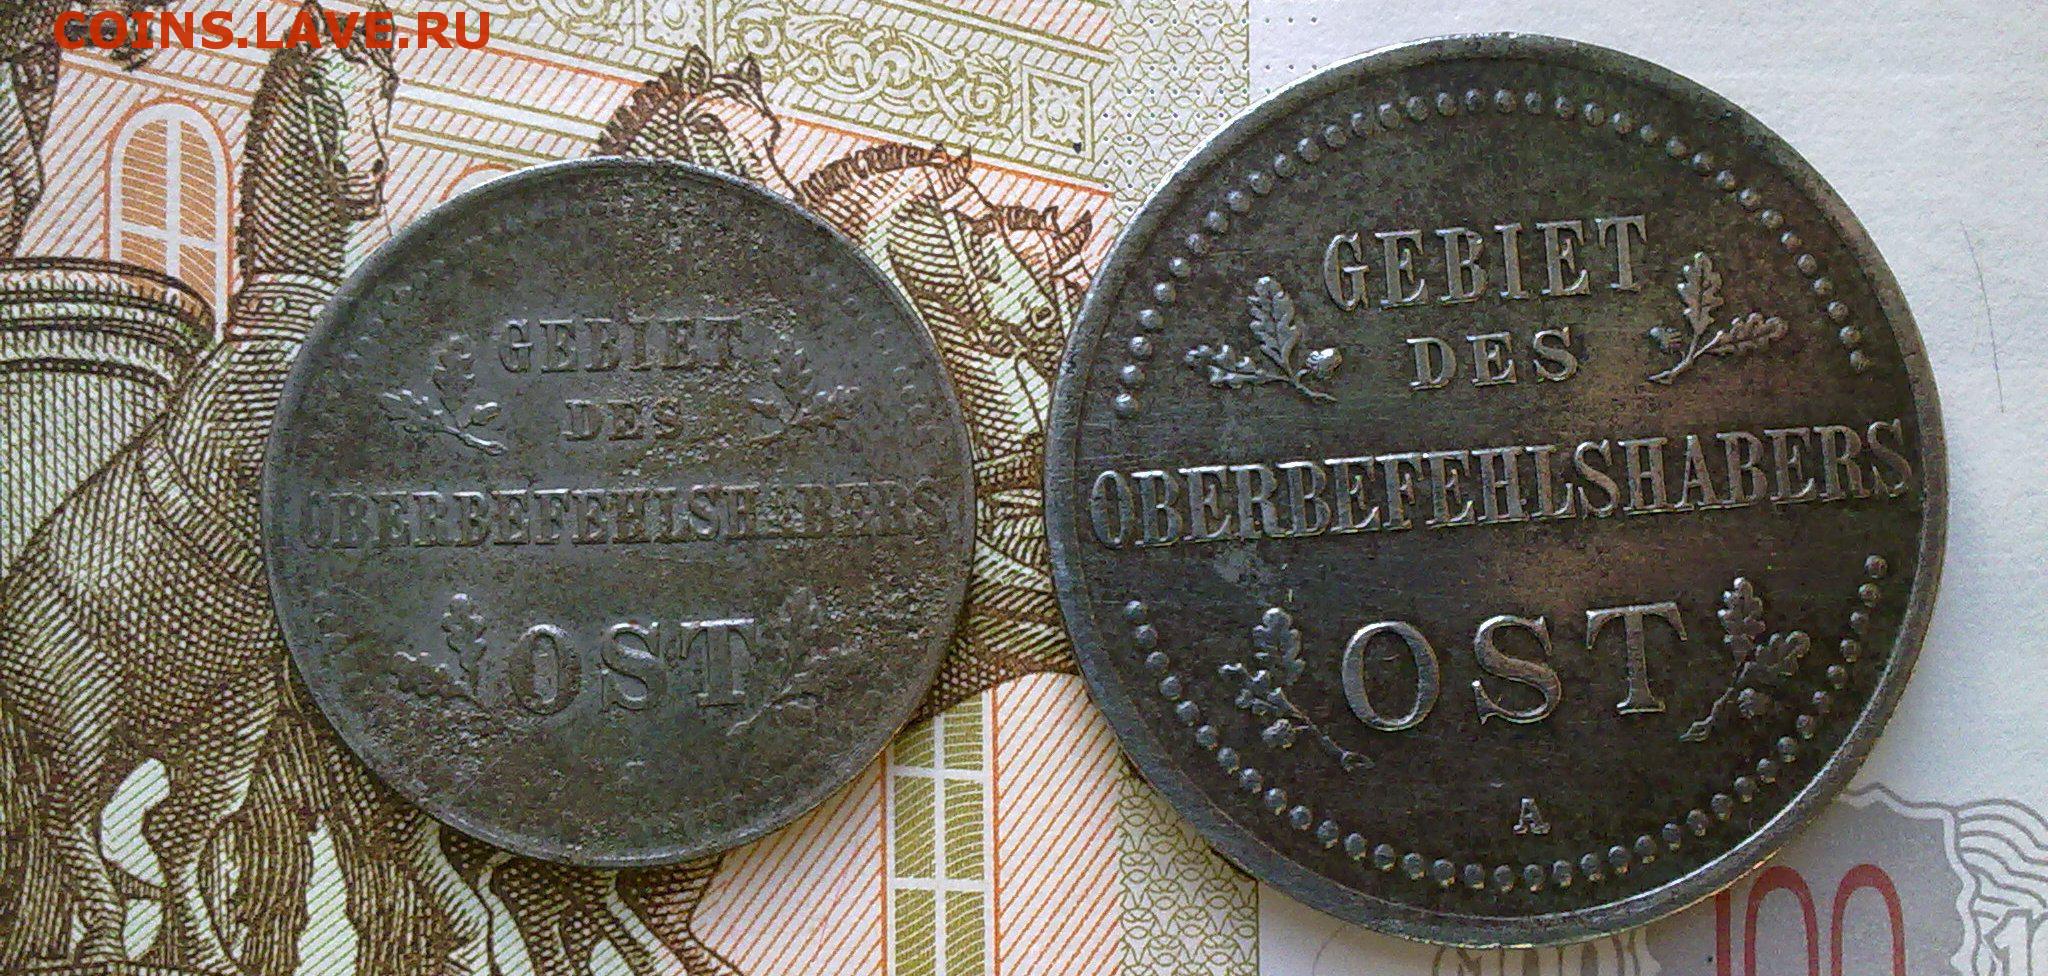 COINS.LAVE.RU
GEBIET
DES
OBERBEFEHLSHABERS
OST
GEBIET
DES
OBERBEFEHLSHABERS
OST
A
100